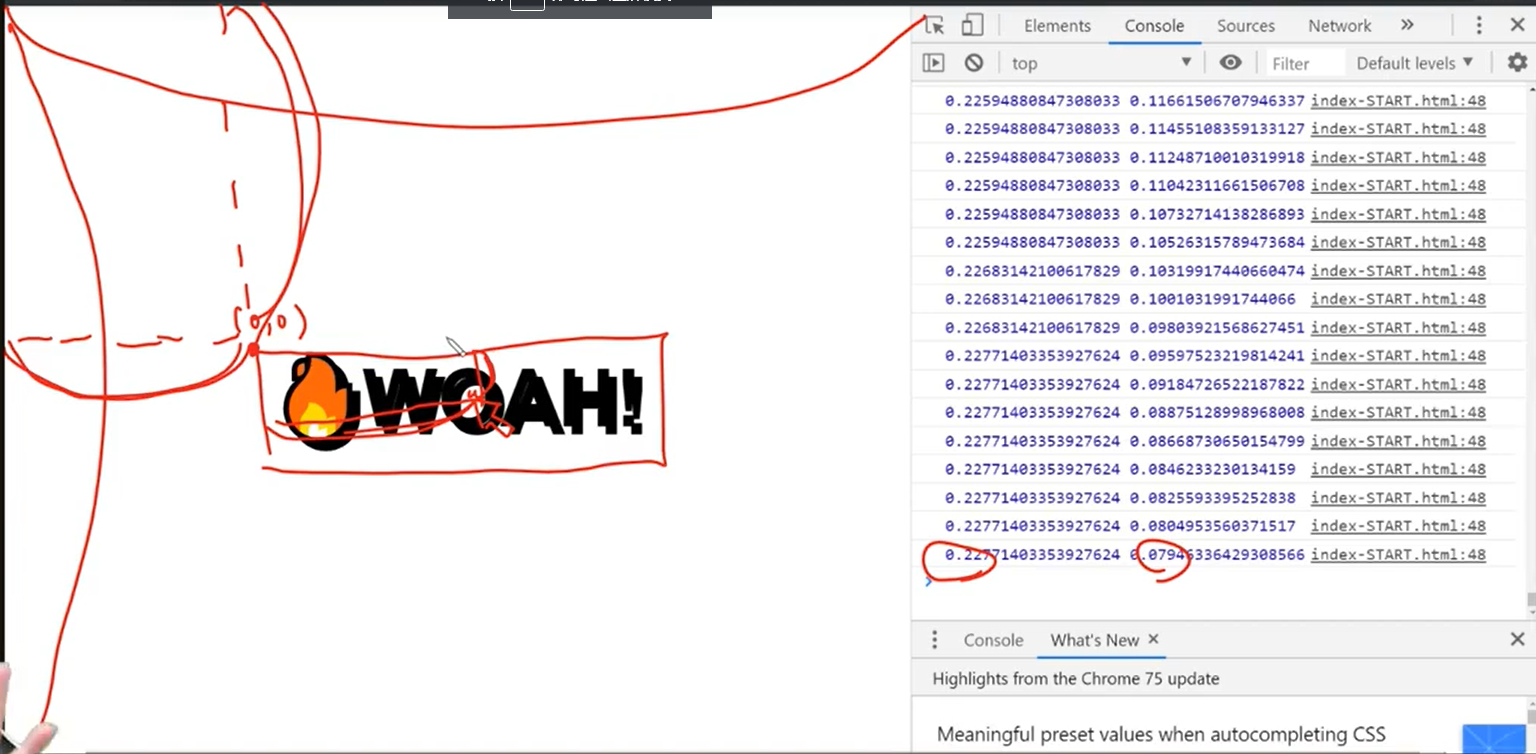 Elements Console Sources Network »
top Filter Default levels
0.22594880847308033 0.11661506707946337 index-START.html:48
0.22594880847308033 0.11455108359133127 index-START.html:48
0.22594880847308033 0.11248710010319918 index-START.html:48
0.22594880847308033 0.11042311661506708 index-START.html:48
0.22594880847308033 0.10732714138286893 index-START.html:48
0.22594880847308033 0.10526315789473684 index-START.html:48
0.22683142100617829 0.10319917440660474 index-START.html:48
0.22683142100617829 0.1001031991744066 index-START.html:48
0.22683142100617829 0.09803921568627451 index-START.html:48
0.22771403353927624 0.09597523219814241 index-START.html:48
0.22771403353927624 0.09184726522187822 index-START.html:48
0.22771403353927624 0.08875128998968008 index-START.html:48
0.22771403353927624 0.08668730650154799 index-START.html:48
0.22771403353927624 0.0846233230134159 index-START.html:48
0.22771403353927624 0.0825593395252838 index-START.html:48
0.22771403353927624 0.0804953560371517 index-START.html:48
0.22771403353927624 0.07946336429308566 index-START.html:48
(0,0)
WOAH!
Console What's New
Highlights from the Chrome 75 update
Meaningful preset values when autocompleting CSS